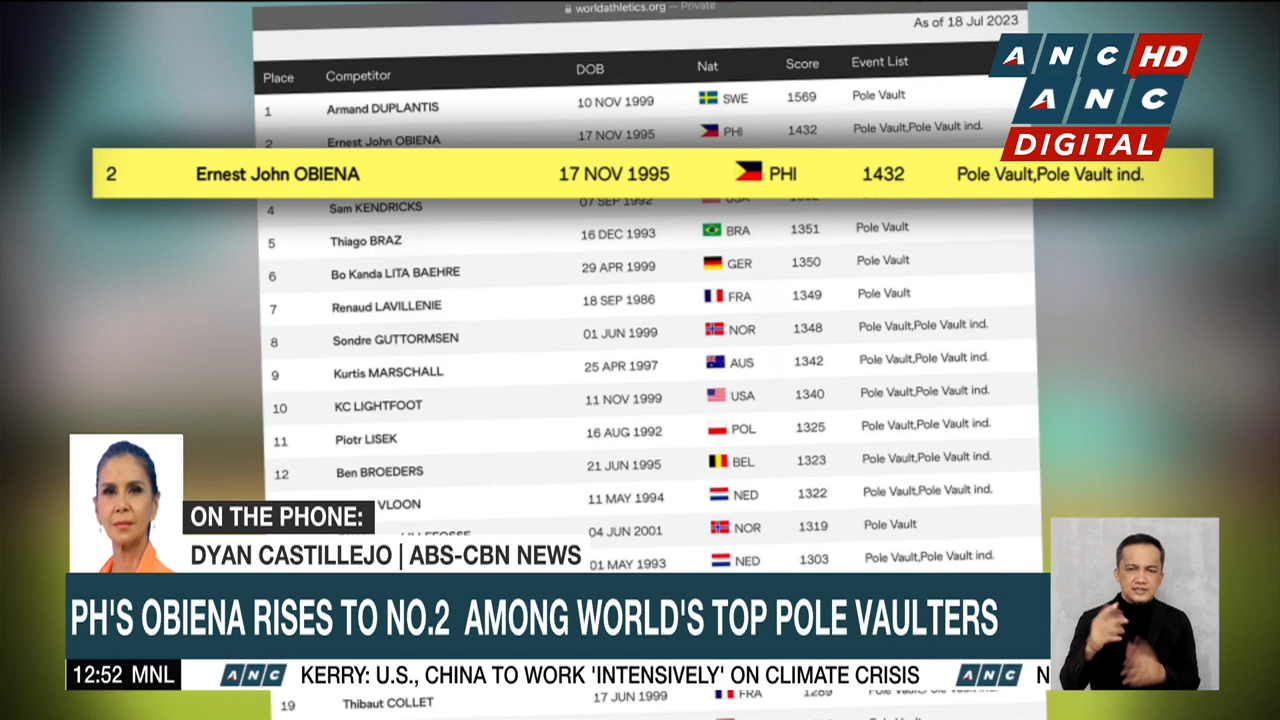 worldathletics.org — Private
As of 18 Jul 2023
ANC HD
ANC
DIGITAL
Place Competitor DOB Nat Score Event List
1 Armand DUPLANTIS 10 NOV 1999 SWE 1569 Pole Vault
2 Ernest John OBIENA 17 NOV 1995 PHI 1432 Pole Vault,Pole Vault ind.
2 Ernest John OBIENA 17 NOV 1995 PHI 1432 Pole Vault,Pole Vault ind.
4 Sam KENDRICKS 07 SEP 1992 USA
5 Thiago BRAZ 16 DEC 1993 BRA 1351 Pole Vault
6 Bo Kanda LITA BAEHRE 29 APR 1999 GER 1350 Pole Vault
7 Renaud LAVILLENIE 18 SEP 1986 FRA 1349 Pole Vault
8 Sondre GUTTORMSEN 01 JUN 1999 NOR 1348 Pole Vault,Pole Vault ind.
9 Kurtis MARSCHALL 25 APR 1997 AUS 1342 Pole Vault,Pole Vault ind.
10 KC LIGHTFOOT 11 NOV 1999 USA 1340 Pole Vault,Pole Vault ind.
11 Piotr LISEK 16 AUG 1992 POL 1325 Pole Vault,Pole Vault ind.
12 Ben BROEDERS 21 JUN 1995 BEL 1323 Pole Vault,Pole Vault ind.
VLOON 11 MAY 1994 NED 1322 Pole Vault,Pole Vault ind.
04 JUN 2001 NOR 1319 Pole Vault
01 MAY 1993 NED 1303 Pole Vault,Pole Vault ind.
ON THE PHONE:
DYAN CASTILLEJO | ABS-CBN NEWS
PH'S OBIENA RISES TO NO.2 AMONG WORLD'S TOP POLE VAULTERS
12:52 MNL ANC KERRY: U.S., CHINA TO WORK 'INTENSIVELY' ON CLIMATE CRISIS ANC N
19 Thibaut COLLET 17 JUN 1999 FRA 1289 Pole Vault,Pole Vault ind.